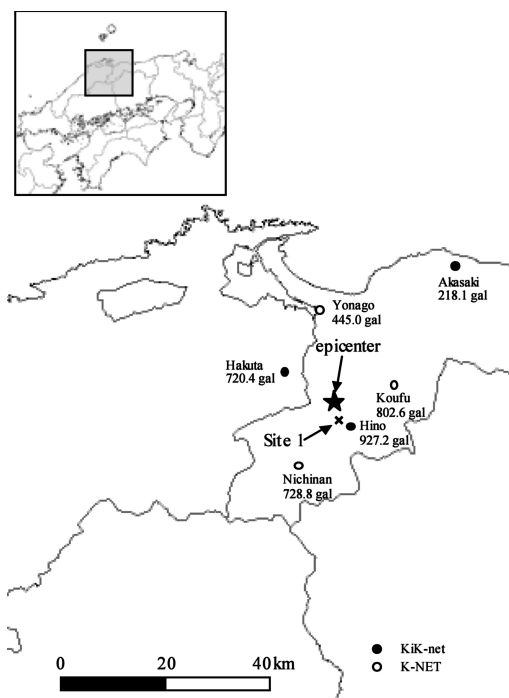 Akasaki
218.1 gal
Yonago
445.0 gal
epicenter
Hakuta
720.4 gal
Koufu
802.6 gal
Site 1
Hino
927.2 gal
Nichinan
728.8 gal
KiK-net
K-NET
0 20 40 km